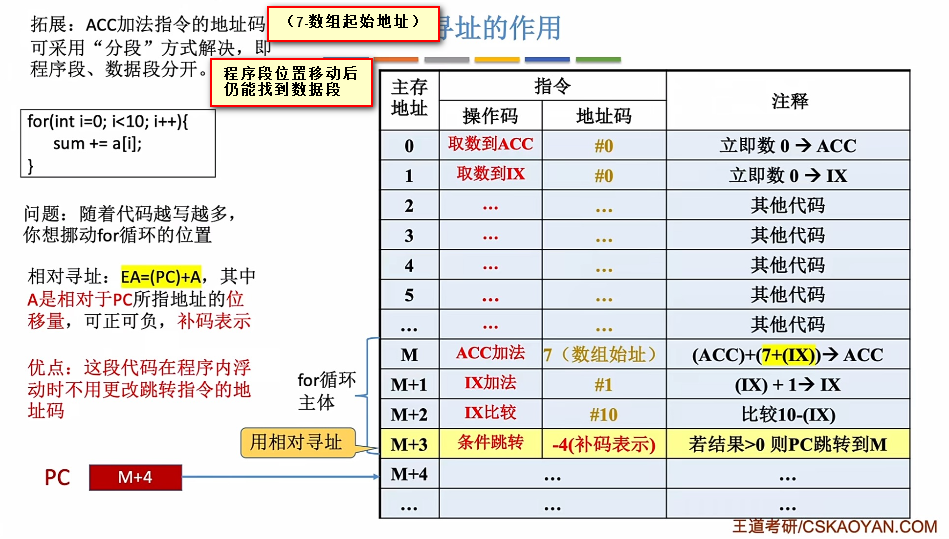 拓展：ACC加法指令的地址码
（7.数组起始地址）
寻址的作用
可采用“分段”方式解决，即
程序段、数据段分开。
程序段位置移动后
仍能找到数据段
for(int i=0; i<10; i++){
sum += a[i];
}
问题：随着代码越写越多，
你想挪动for循环的位置
相对寻址：EA=(PC)+A，其中
A是相对于PC所指地址的位
移量，可正可负，补码表示
优点：这段代码在程序内浮
动时不用更改跳转指令的地
址码
for循环
主体
用相对寻址
PC
M+4
主存地址 指令 注释
操作码 地址码
0 取数到ACC #0 立即数 0 → ACC
1 取数到IX #0 立即数 0 → IX
2 … … 其他代码
3 … … 其他代码
4 … … 其他代码
5 … … 其他代码
… … … 其他代码
M ACC加法 7（数组始址） (ACC)+(7+(IX))→ ACC
M+1 IX加法 #1 (IX) + 1→ IX
M+2 IX比较 #10 比较10-(IX)
M+3 条件跳转 -4(补码表示) 若结果>0 则PC跳转到M
M+4 … …
… … …
王道考研/CSKAOYAN.COM